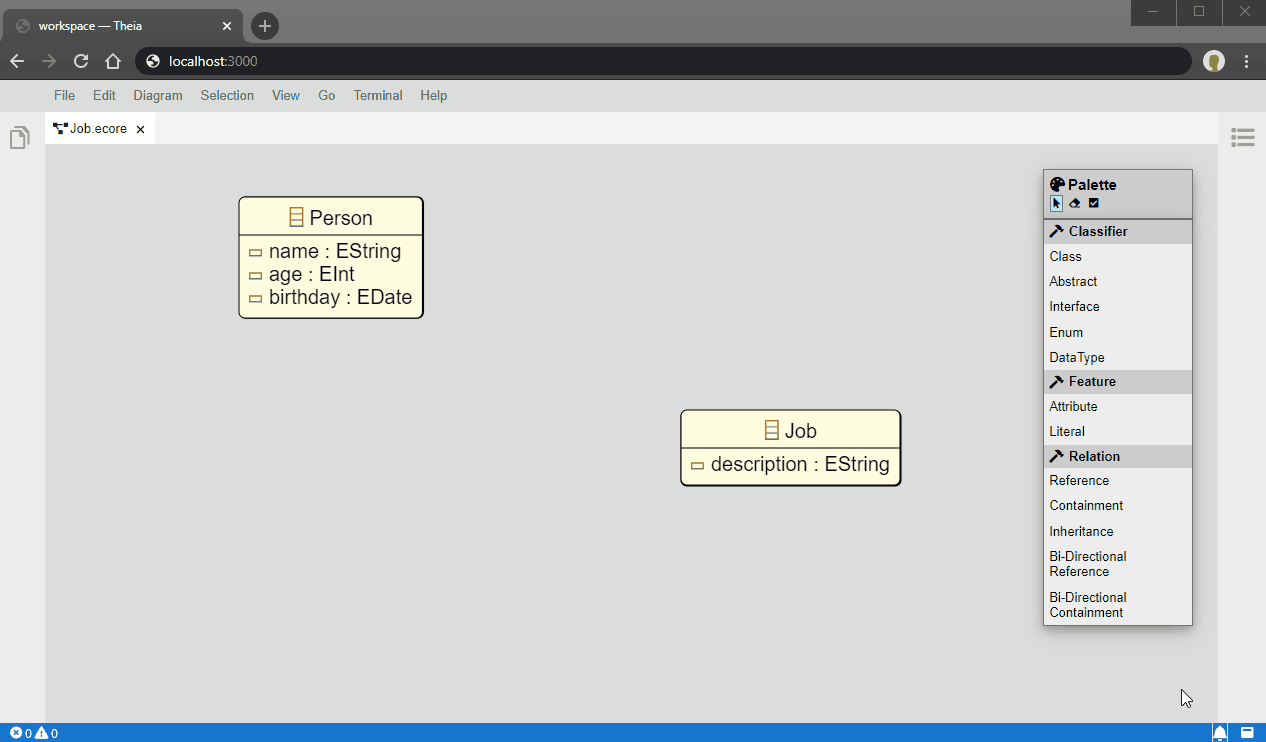 workspace — Theia
localhost:3000
File Edit Diagram Selection View Go Terminal Help
Job.ecore
Person
name : EString
age : EInt
birthday : EDate
Job
description : EString
Palette
Classifier
Class
Abstract
Interface
Enum
DataType
Feature
Attribute
Literal
Relation
Reference
Containment
Inheritance
Bi-Directional
Reference
Bi-Directional
Containment
0 0